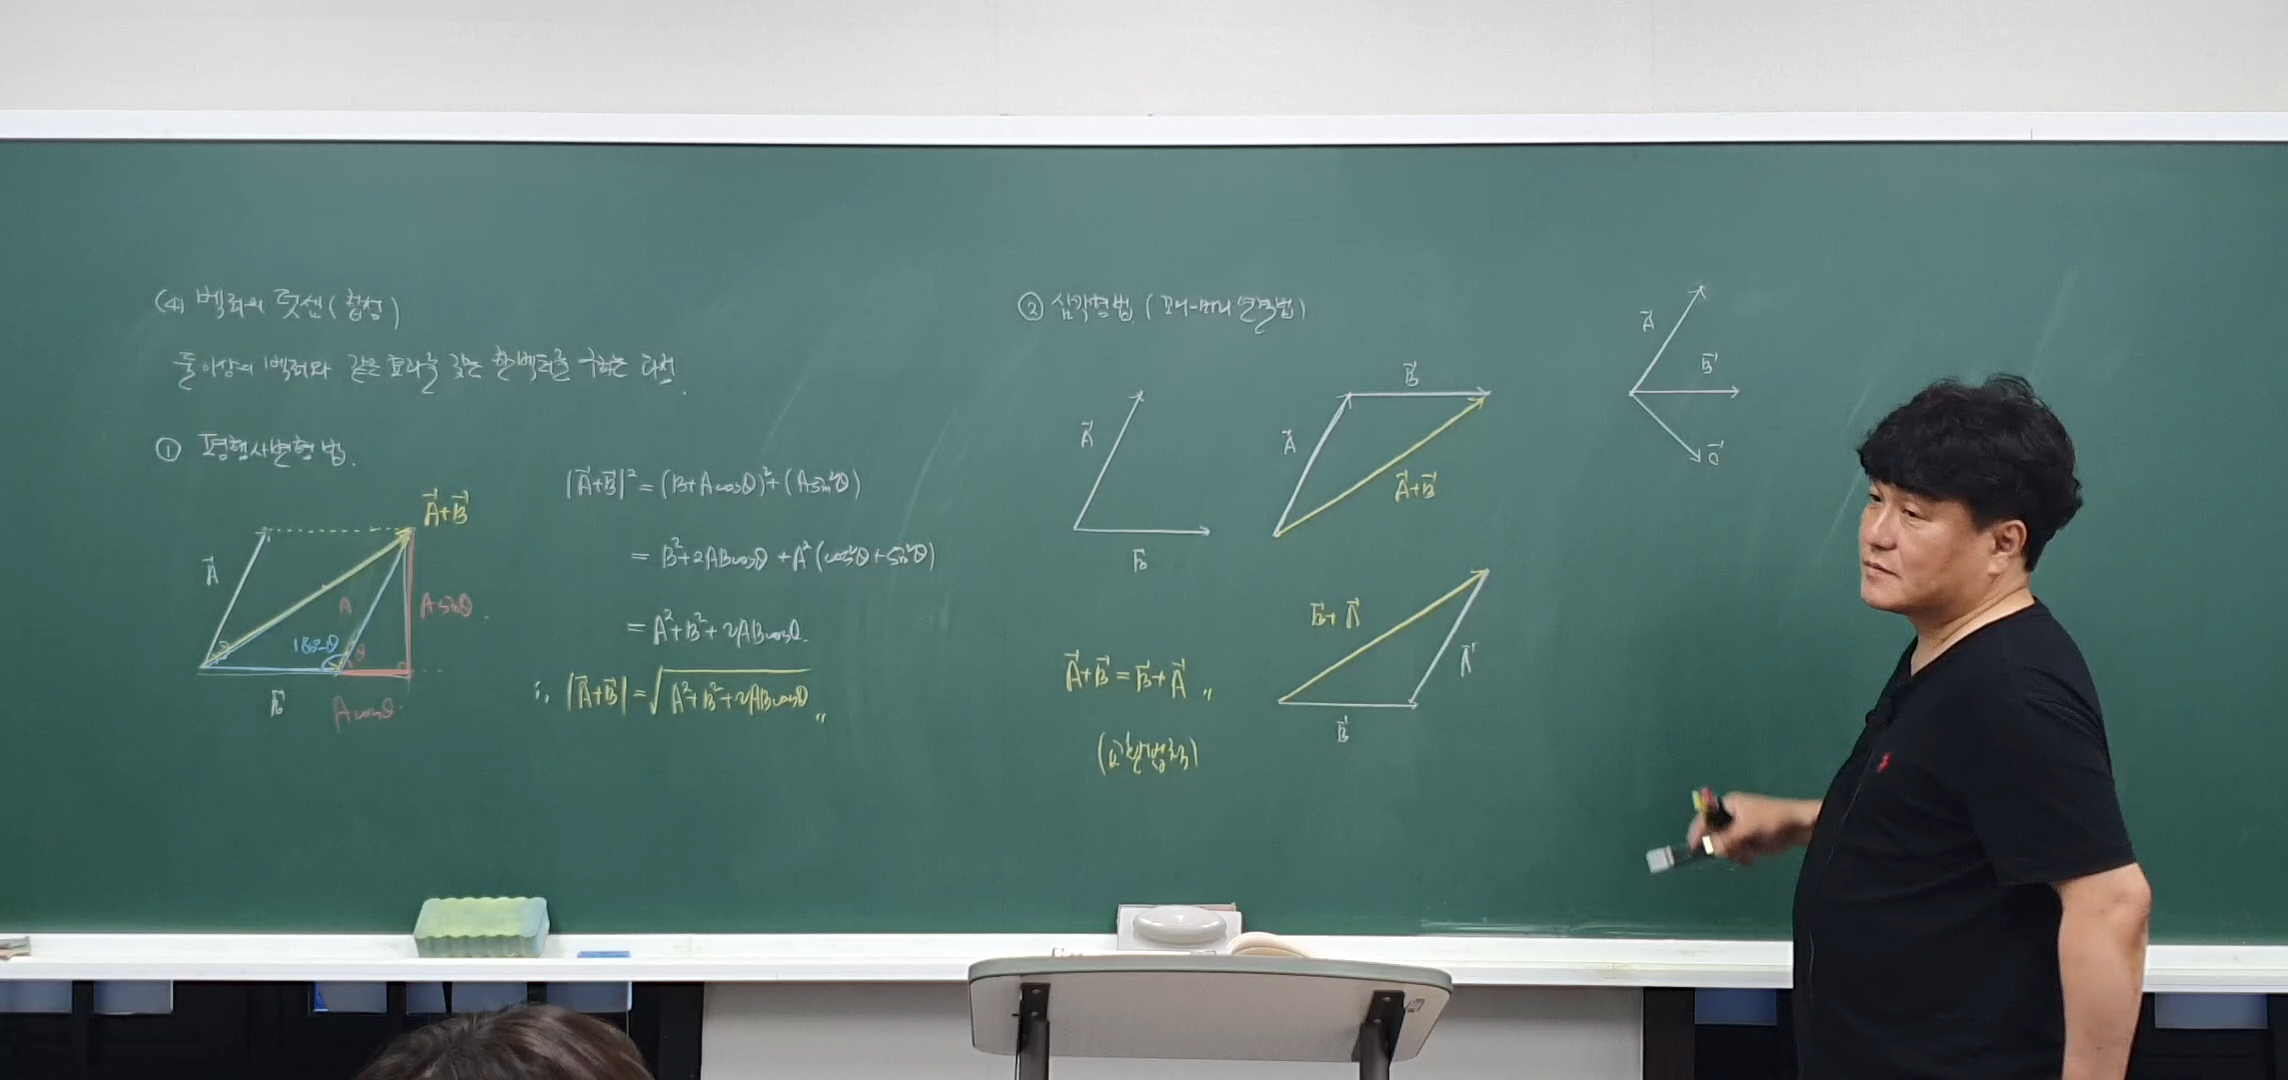 (4) 벡터의 덧셈 (합성)
둘 이상의 벡터와 같은 효과를 갖는 한 벡터를 구하는 과정.
① 평행사변형법.
A⃗+B⃗
A⃗
A
A sinθ
180-θ
θ
B⃗
A cosθ
|A⃗+B⃗|² = (B+A cosθ)²+(A sin²θ)
= B²+2AB cosθ + A²(cos²θ+sin²θ)
= A²+B²+2AB cosθ.
∴ |A⃗+B⃗| = √(A²+B²+2AB cosθ) 〃
② 삼각형법 (꼬리-머리 연결법)
A⃗
B⃗
B⃗
A⃗
A⃗+B⃗
B⃗+A⃗
A⃗
B⃗
A⃗+B⃗ = B⃗+A⃗ 〃
(교환법칙)
A⃗
B⃗
C⃗